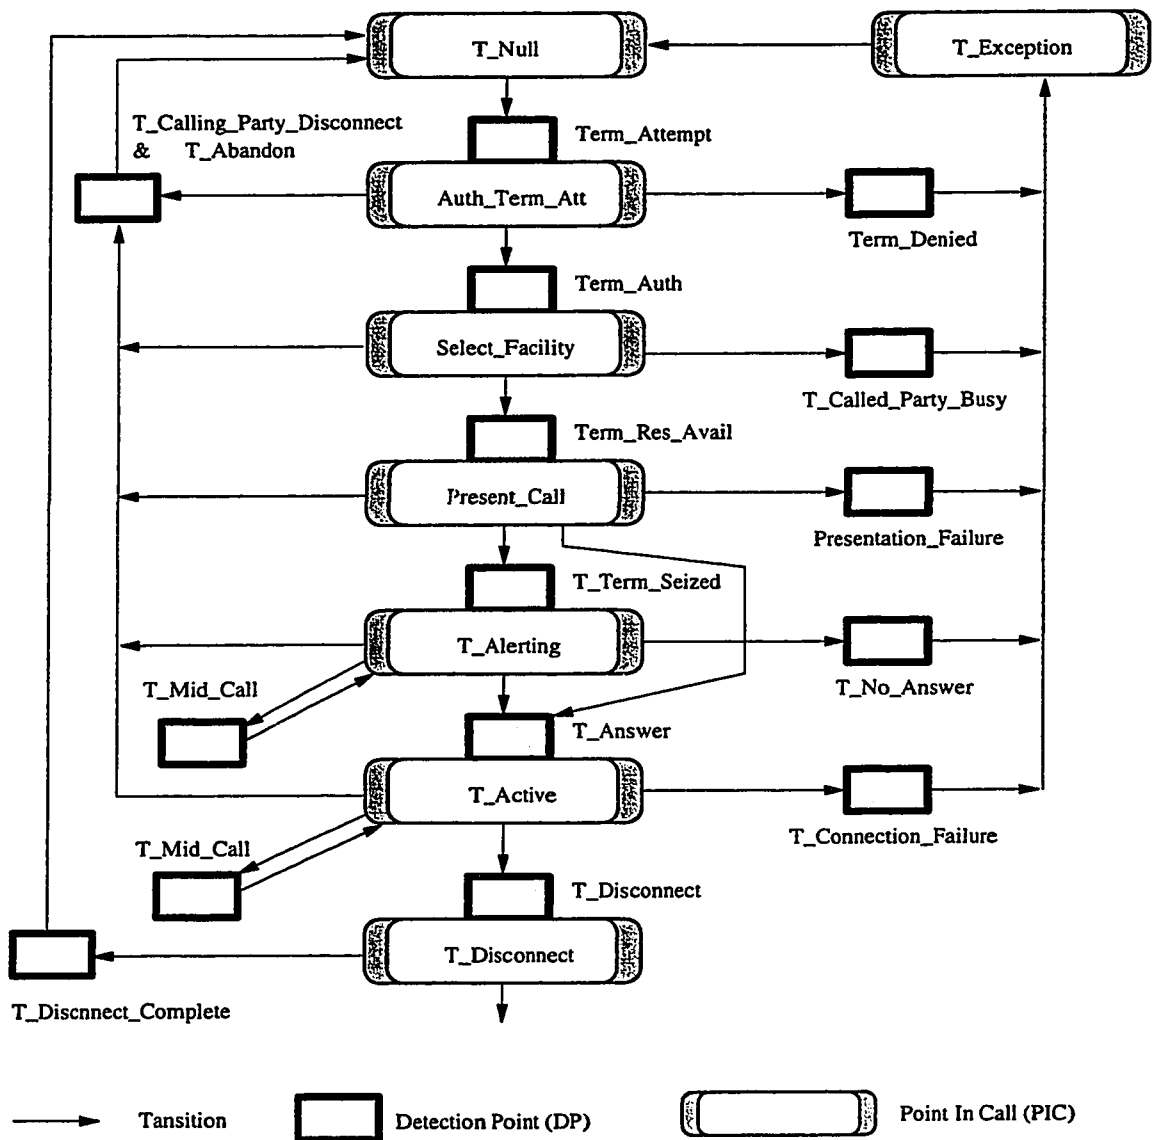 T_Null
T_Exception
T_Calling_Party_Disconnect
& T_Abandon
Term_Attempt
Auth_Term_Att
Term_Denied
Term_Auth
Select_Facility
T_Called_Party_Busy
Term_Res_Avail
Present_Call
Presentation_Failure
T_Term_Seized
T_Alerting
T_No_Answer
T_Mid_Call
T_Answer
T_Active
T_Connection_Failure
T_Mid_Call
T_Disconnect
T_Disconnect
T_Discnnect_Complete
Tansition
Detection Point (DP)
Point In Call (PIC)